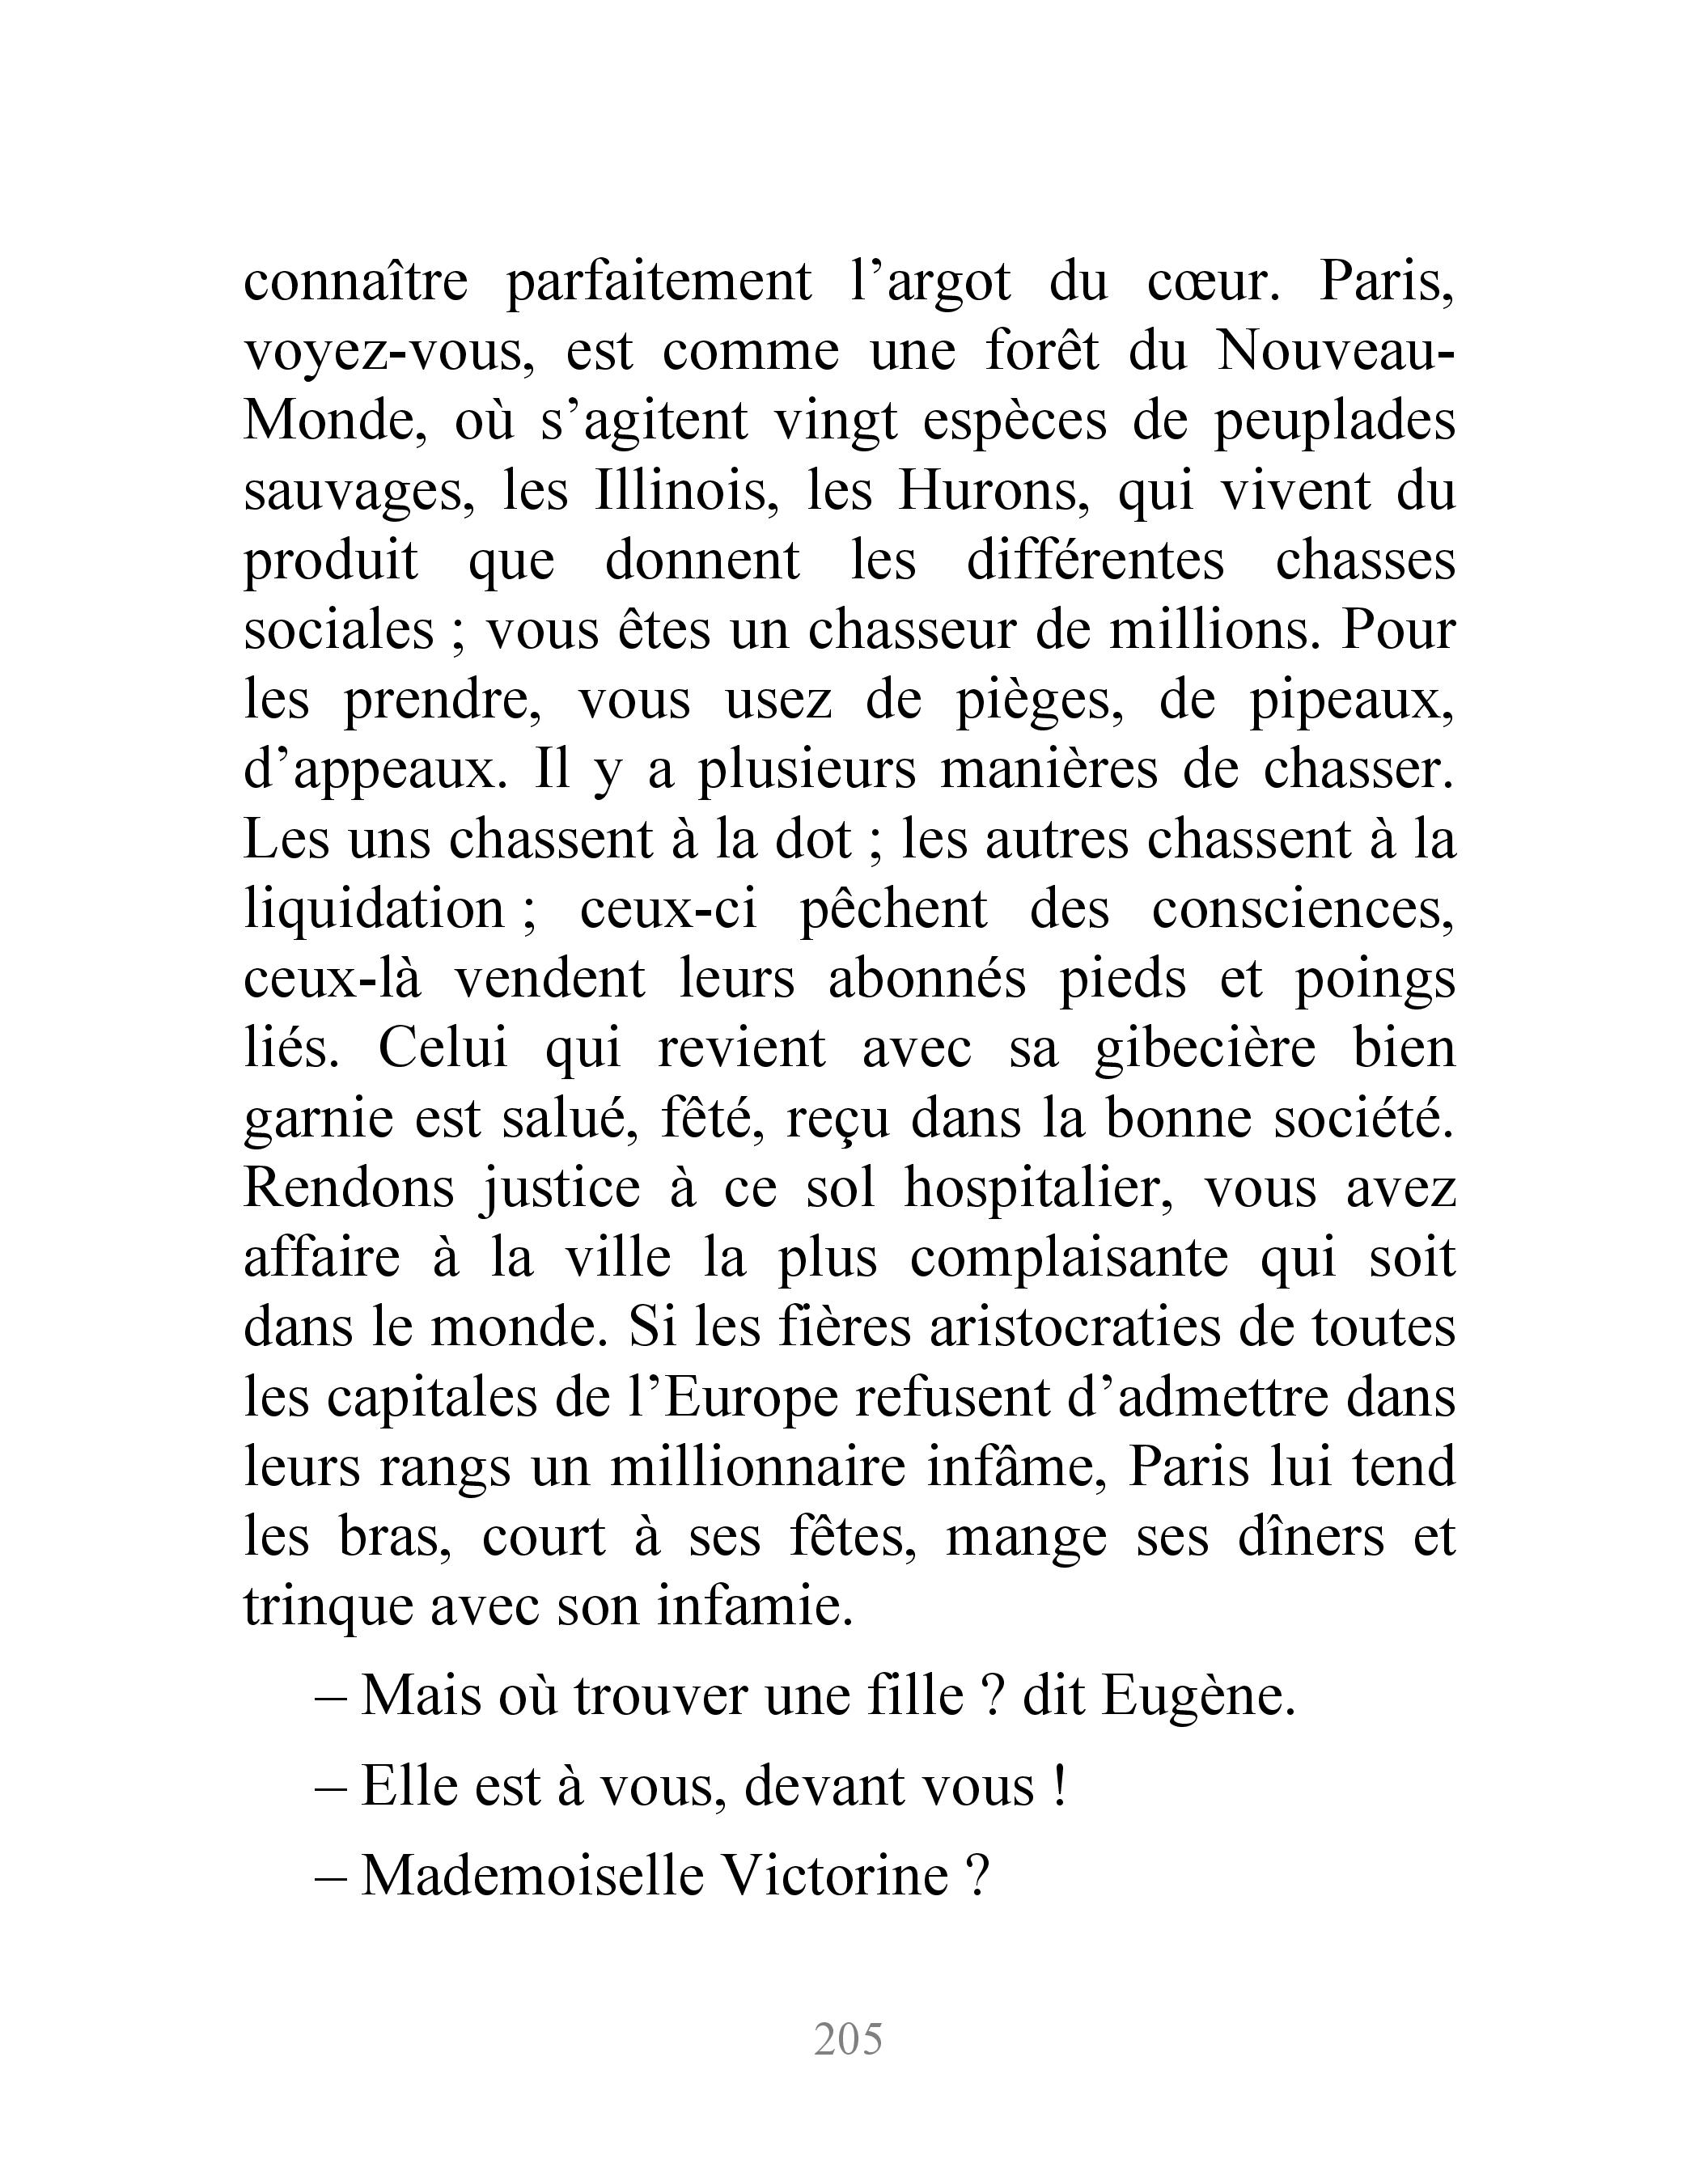 connaître parfaitement l’argot du cœur. Paris,
voyez-vous, est comme une forêt du Nouveau-
Monde, où s’agitent vingt espèces de peuplades
sauvages, les Illinois, les Hurons, qui vivent du
produit que donnent les différentes chasses
sociales ; vous êtes un chasseur de millions. Pour
les prendre, vous usez de pièges, de pipeaux,
d’appeaux. Il y a plusieurs manières de chasser.
Les uns chassent à la dot ; les autres chassent à la
liquidation ; ceux-ci pêchent des consciences,
ceux-là vendent leurs abonnés pieds et poings
liés. Celui qui revient avec sa gibecière bien
garnie est salué, fêté, reçu dans la bonne société.
Rendons justice à ce sol hospitalier, vous avez
affaire à la ville la plus complaisante qui soit
dans le monde. Si les fières aristocraties de toutes
les capitales de l’Europe refusent d’admettre dans
leurs rangs un millionnaire infâme, Paris lui tend
les bras, court à ses fêtes, mange ses dîners et
trinque avec son infamie.
– Mais où trouver une fille ? dit Eugène.
– Elle est à vous, devant vous !
– Mademoiselle Victorine ?
205